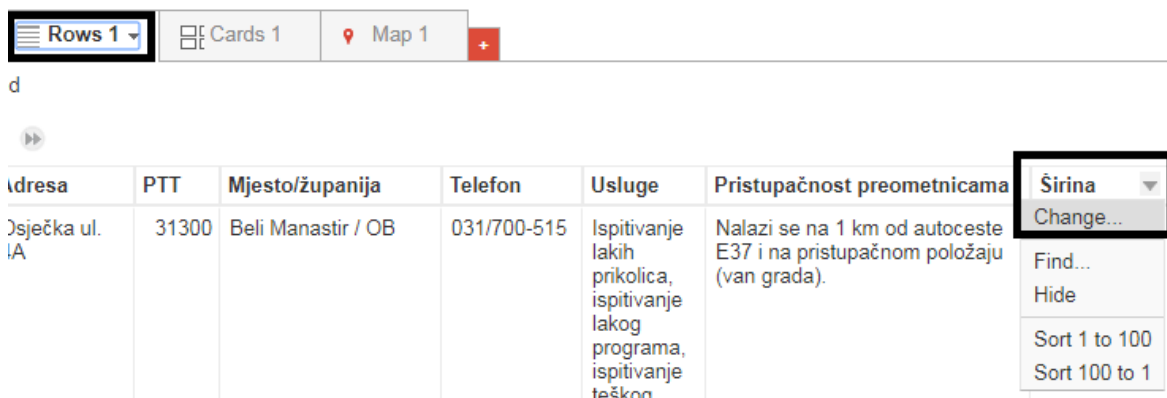 Rows 1
Cards 1
Map 1
+
d
Adresa PTT Mjesto/županija Telefon Usluge Pristupačnost preometnicama Širina
Osječka ul. 31300 Beli Manastir / OB 031/700-515 Ispitivanje Nalazi se na 1 km od autoceste
4A lakih E37 i na pristupačnom položaju
prikolica, (van grada).
ispitivanje
lakog
programa,
ispitivanje
teškog
Change...
Find...
Hide
Sort 1 to 100
Sort 100 to 1